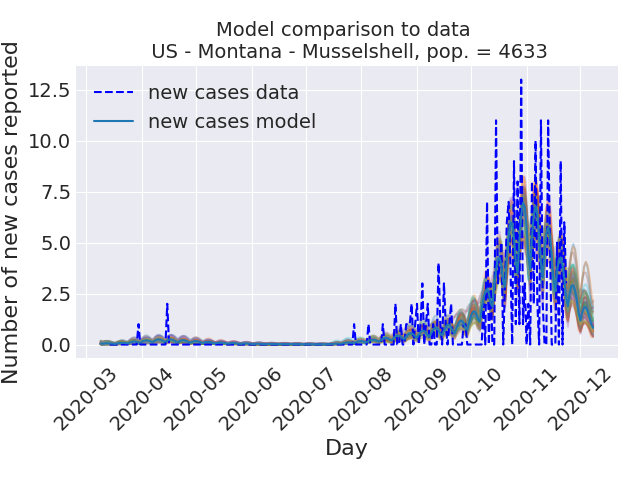 Model comparison to data
US - Montana - Musselshell, pop. = 4633
Number of new cases reported
12.5
10.0
7.5
5.0
2.5
0.0
new cases data
new cases model
2020-03
2020-04
2020-05
2020-06
2020-07
2020-08
2020-09
2020-10
2020-11
2020-12
Day